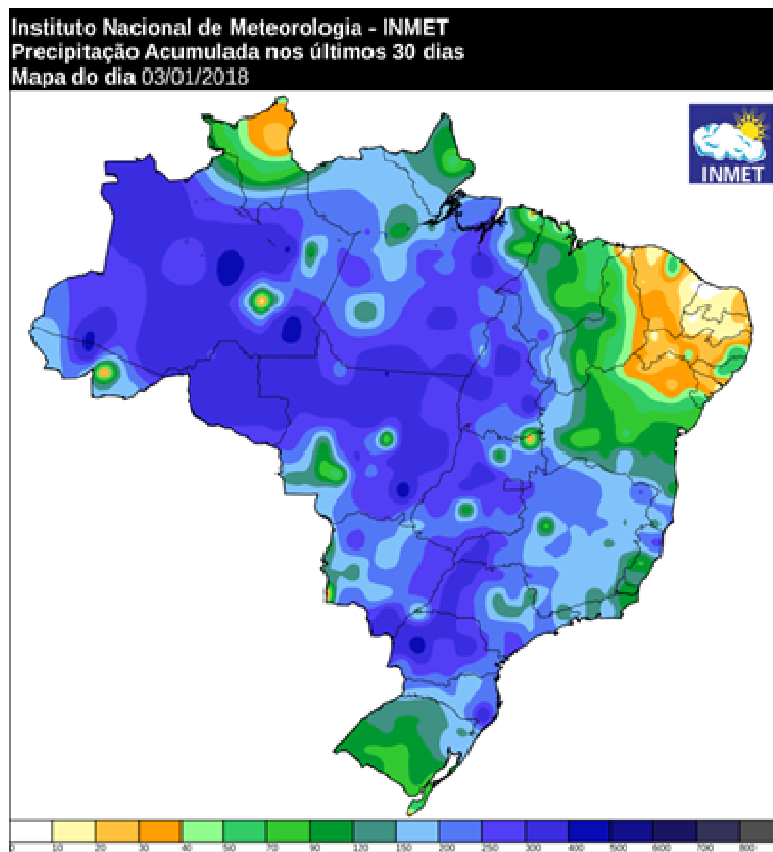 Instituto Nacional de Meteorologia - INMET
Precipitação Acumulada nos últimos 30 dias
Mapa do dia 03/01/2018
INMET
0 10 20 30 40 50 70 90 120 150 200 250 300 400 500 600 700 800+